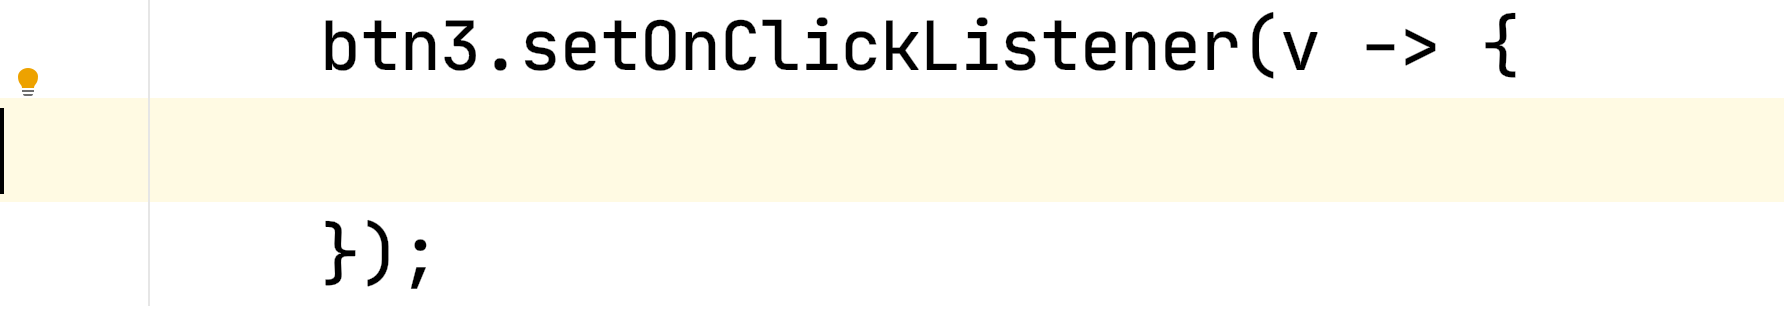 btn3.setOnClickListener(v -> {
});